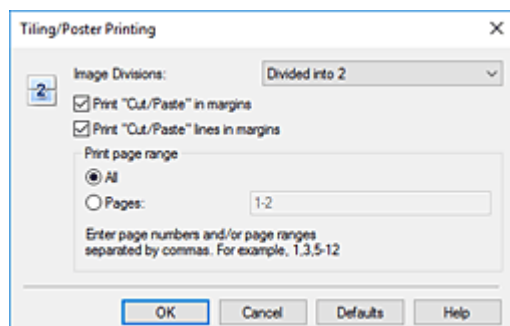 Tiling/Poster Printing
2
Image Divisions:
Divided into 2
Print "Cut/Paste" in margins
Print "Cut/Paste" lines in margins
Print page range
All
Pages:
1-2
Enter page numbers and/or page ranges
separated by commas. For example, 1,3,5-12
OK
Cancel
Defaults
Help